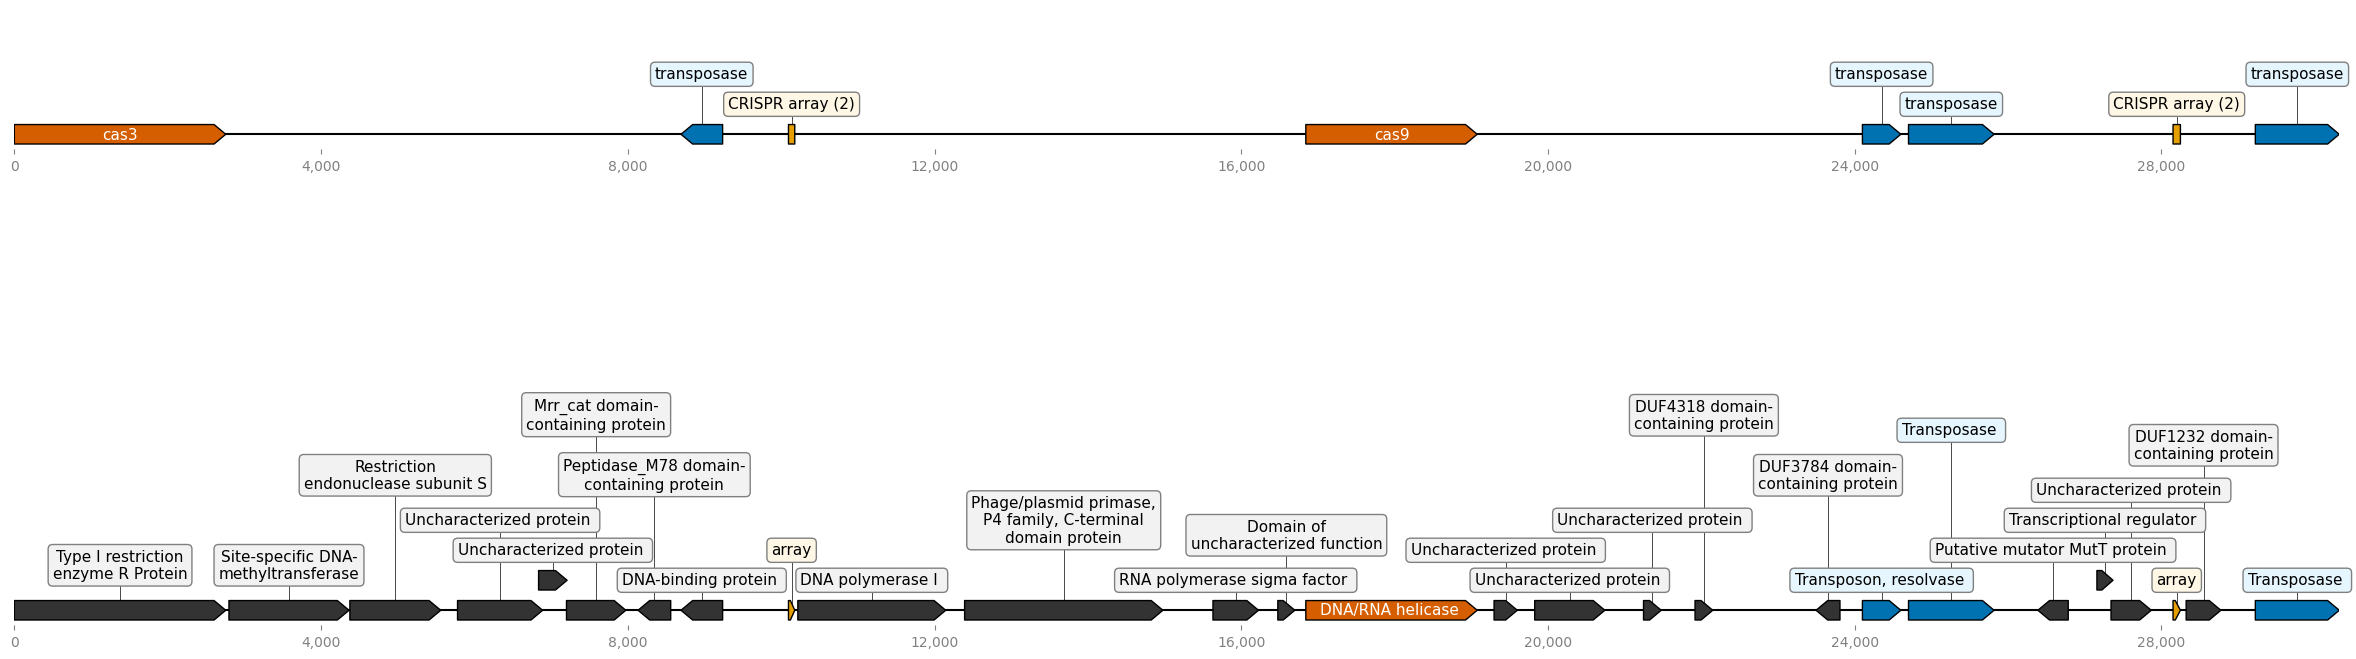 transposase
transposase
transposase
CRISPR array (2)
transposase
CRISPR array (2)
cas3
cas9
0
4,000
8,000
12,000
16,000
20,000
24,000
28,000
Mrr_cat domain-
containing protein
DUF4318 domain-
containing protein
Transposase
DUF1232 domain-
containing protein
Restriction
endonuclease subunit S
Peptidase_M78 domain-
containing protein
DUF3784 domain-
containing protein
Uncharacterized protein
Phage/plasmid primase,
P4 family, C-terminal
domain protein
Uncharacterized protein
Domain of
uncharacterized function
Uncharacterized protein
Transcriptional regulator
Type I restriction
enzyme R Protein
Site-specific DNA-
methyltransferase
Uncharacterized protein
array
Uncharacterized protein
Putative mutator MutT protein
DNA-binding protein
DNA polymerase I
RNA polymerase sigma factor
Uncharacterized protein
Transposon, resolvase
array
Transposase
DNA/RNA helicase
0
4,000
8,000
12,000
16,000
20,000
24,000
28,000